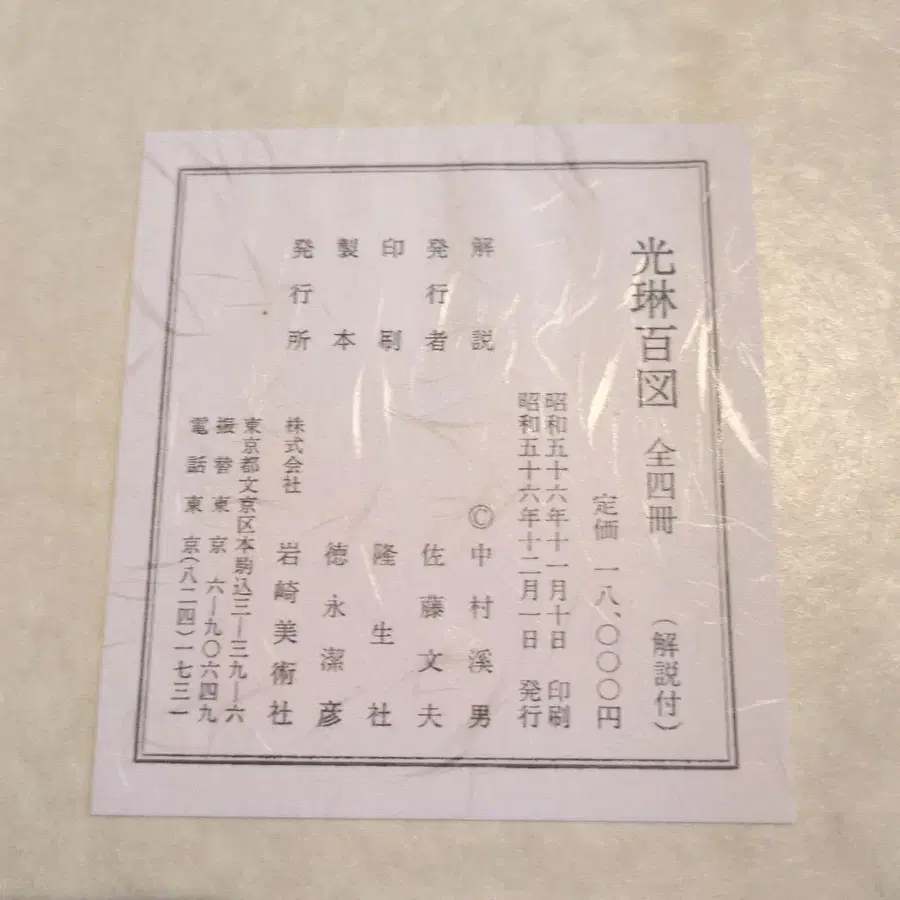 光琳百図 全四冊 (解説付)
定価 一八、〇〇〇円
昭和五十六年十一月十日 印刷
昭和五十六年十二月一日 発行
解説 ©中村溪男
発行者 佐藤文夫
印刷 隆生社
製本 徳永潔彦
発行所 株式会社 岩崎美術社
東京都文京区本駒込三―三九―六
振替東京 六―九〇六四九
電話東京(八二四)一七三一